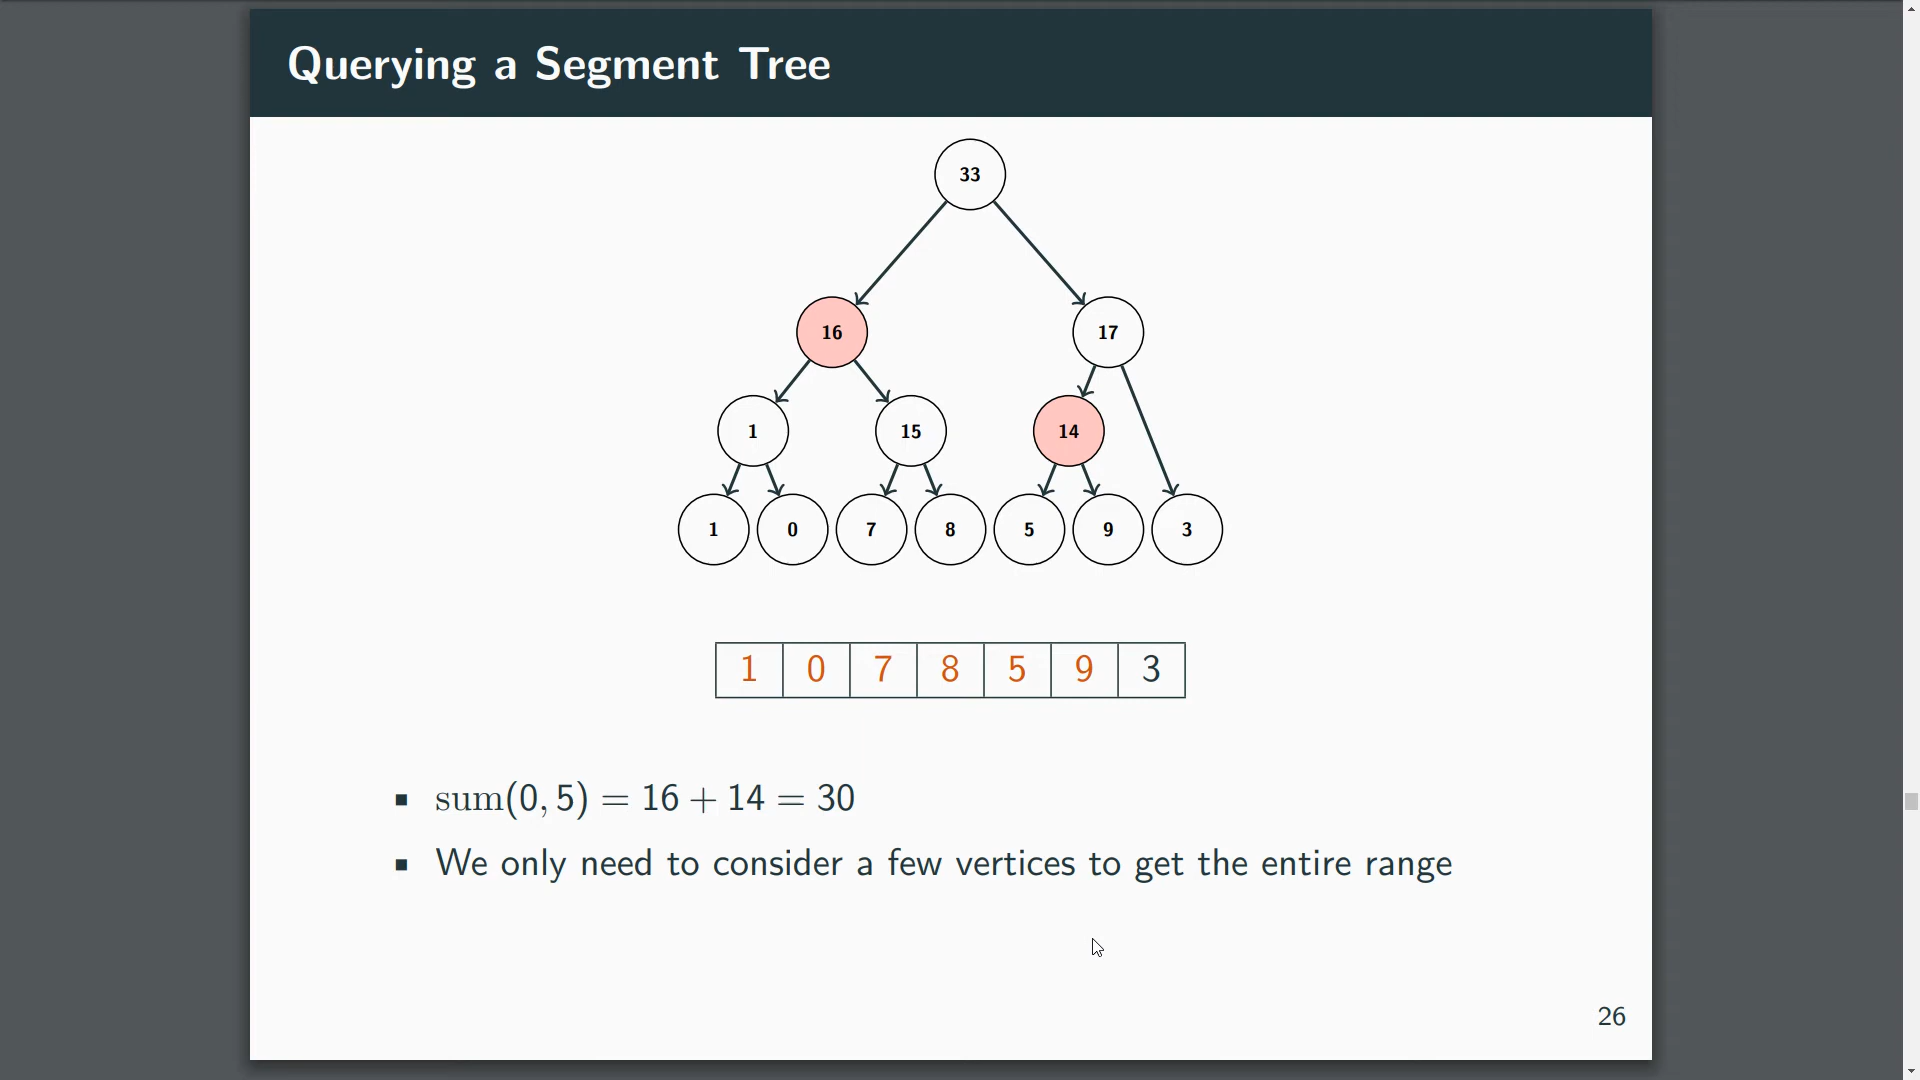 Querying a Segment Tree
33
16 17
1 15 14
1 0 7 8 5 9 3
1 0 7 8 5 9 3
▪ sum(0, 5) = 16 + 14 = 30
▪ We only need to consider a few vertices to get the entire range
26